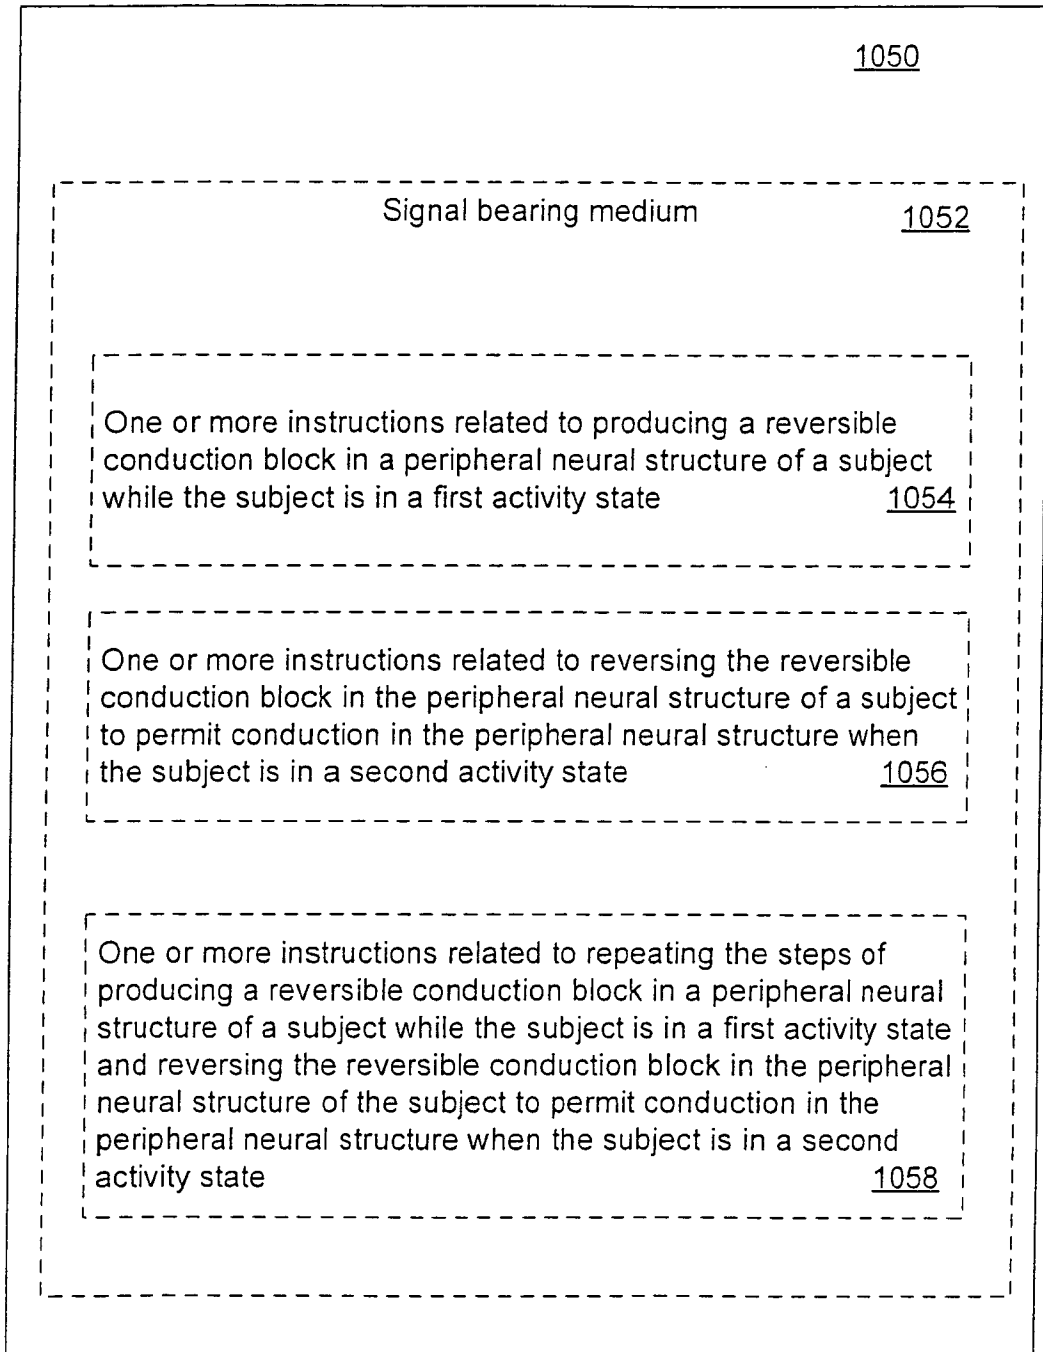 1050
Signal bearing medium 1052
One or more instructions related to producing a reversible
conduction block in a peripheral neural structure of a subject
while the subject is in a first activity state 1054
One or more instructions related to reversing the reversible
conduction block in the peripheral neural structure of a subject
to permit conduction in the peripheral neural structure when
the subject is in a second activity state 1056
One or more instructions related to repeating the steps of
producing a reversible conduction block in a peripheral neural
structure of a subject while the subject is in a first activity state
and reversing the reversible conduction block in the peripheral
neural structure of the subject to permit conduction in the
peripheral neural structure when the subject is in a second
activity state 1058